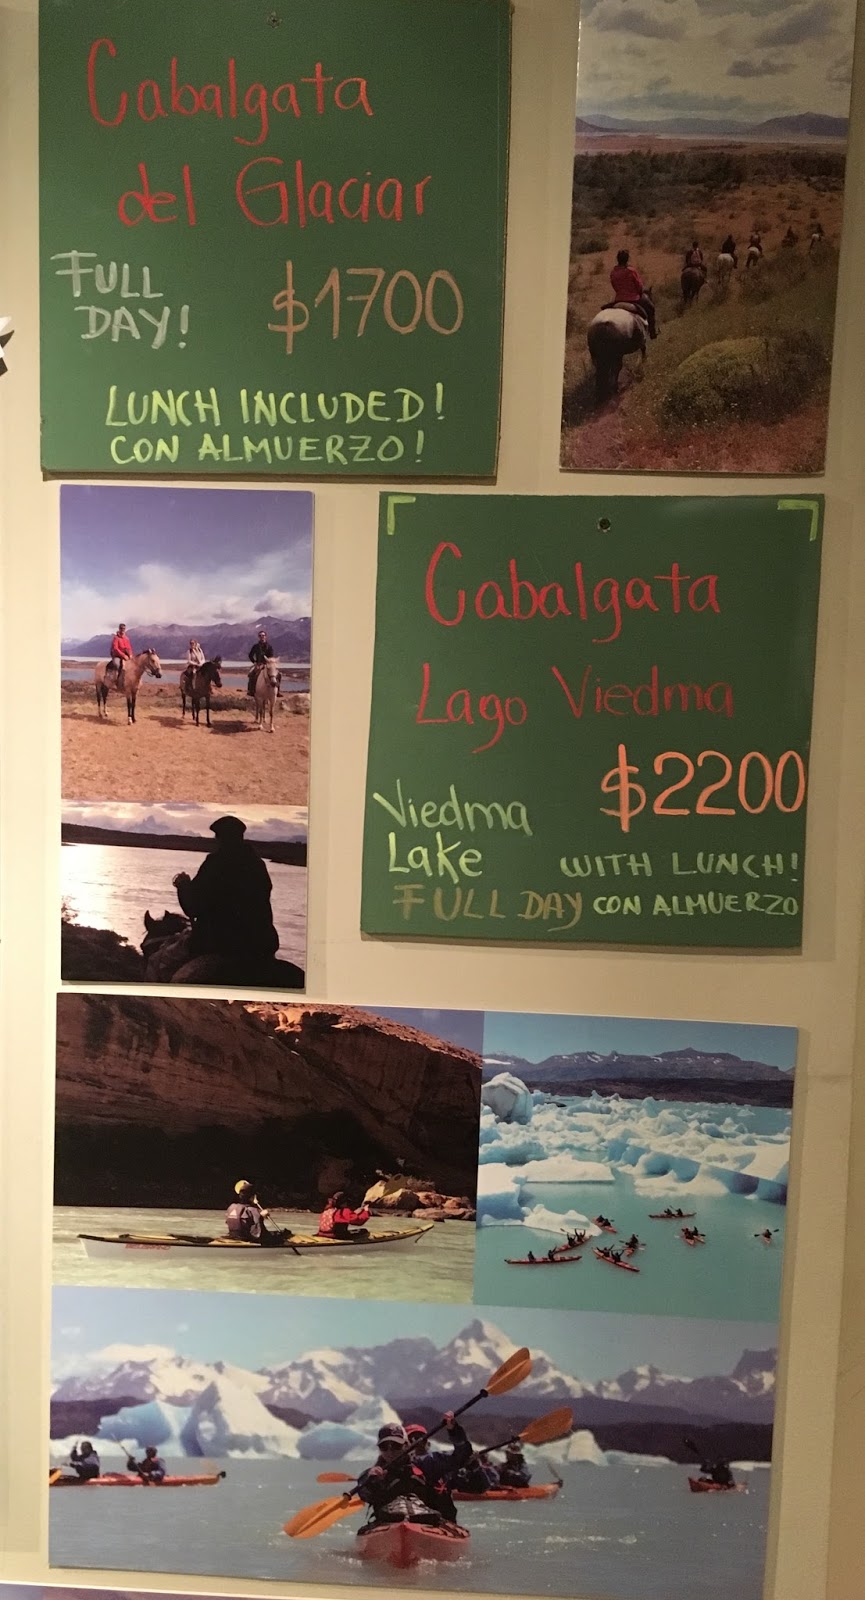 Cabalgata
del Glaciar
FULL
DAY!
$1700
LUNCH INCLUDED!
CON ALMUERZO!
Cabalgata
Lago Viedma
$2200
Viedma
Lake
FULL DAY
WITH LUNCH!
CON ALMUERZO